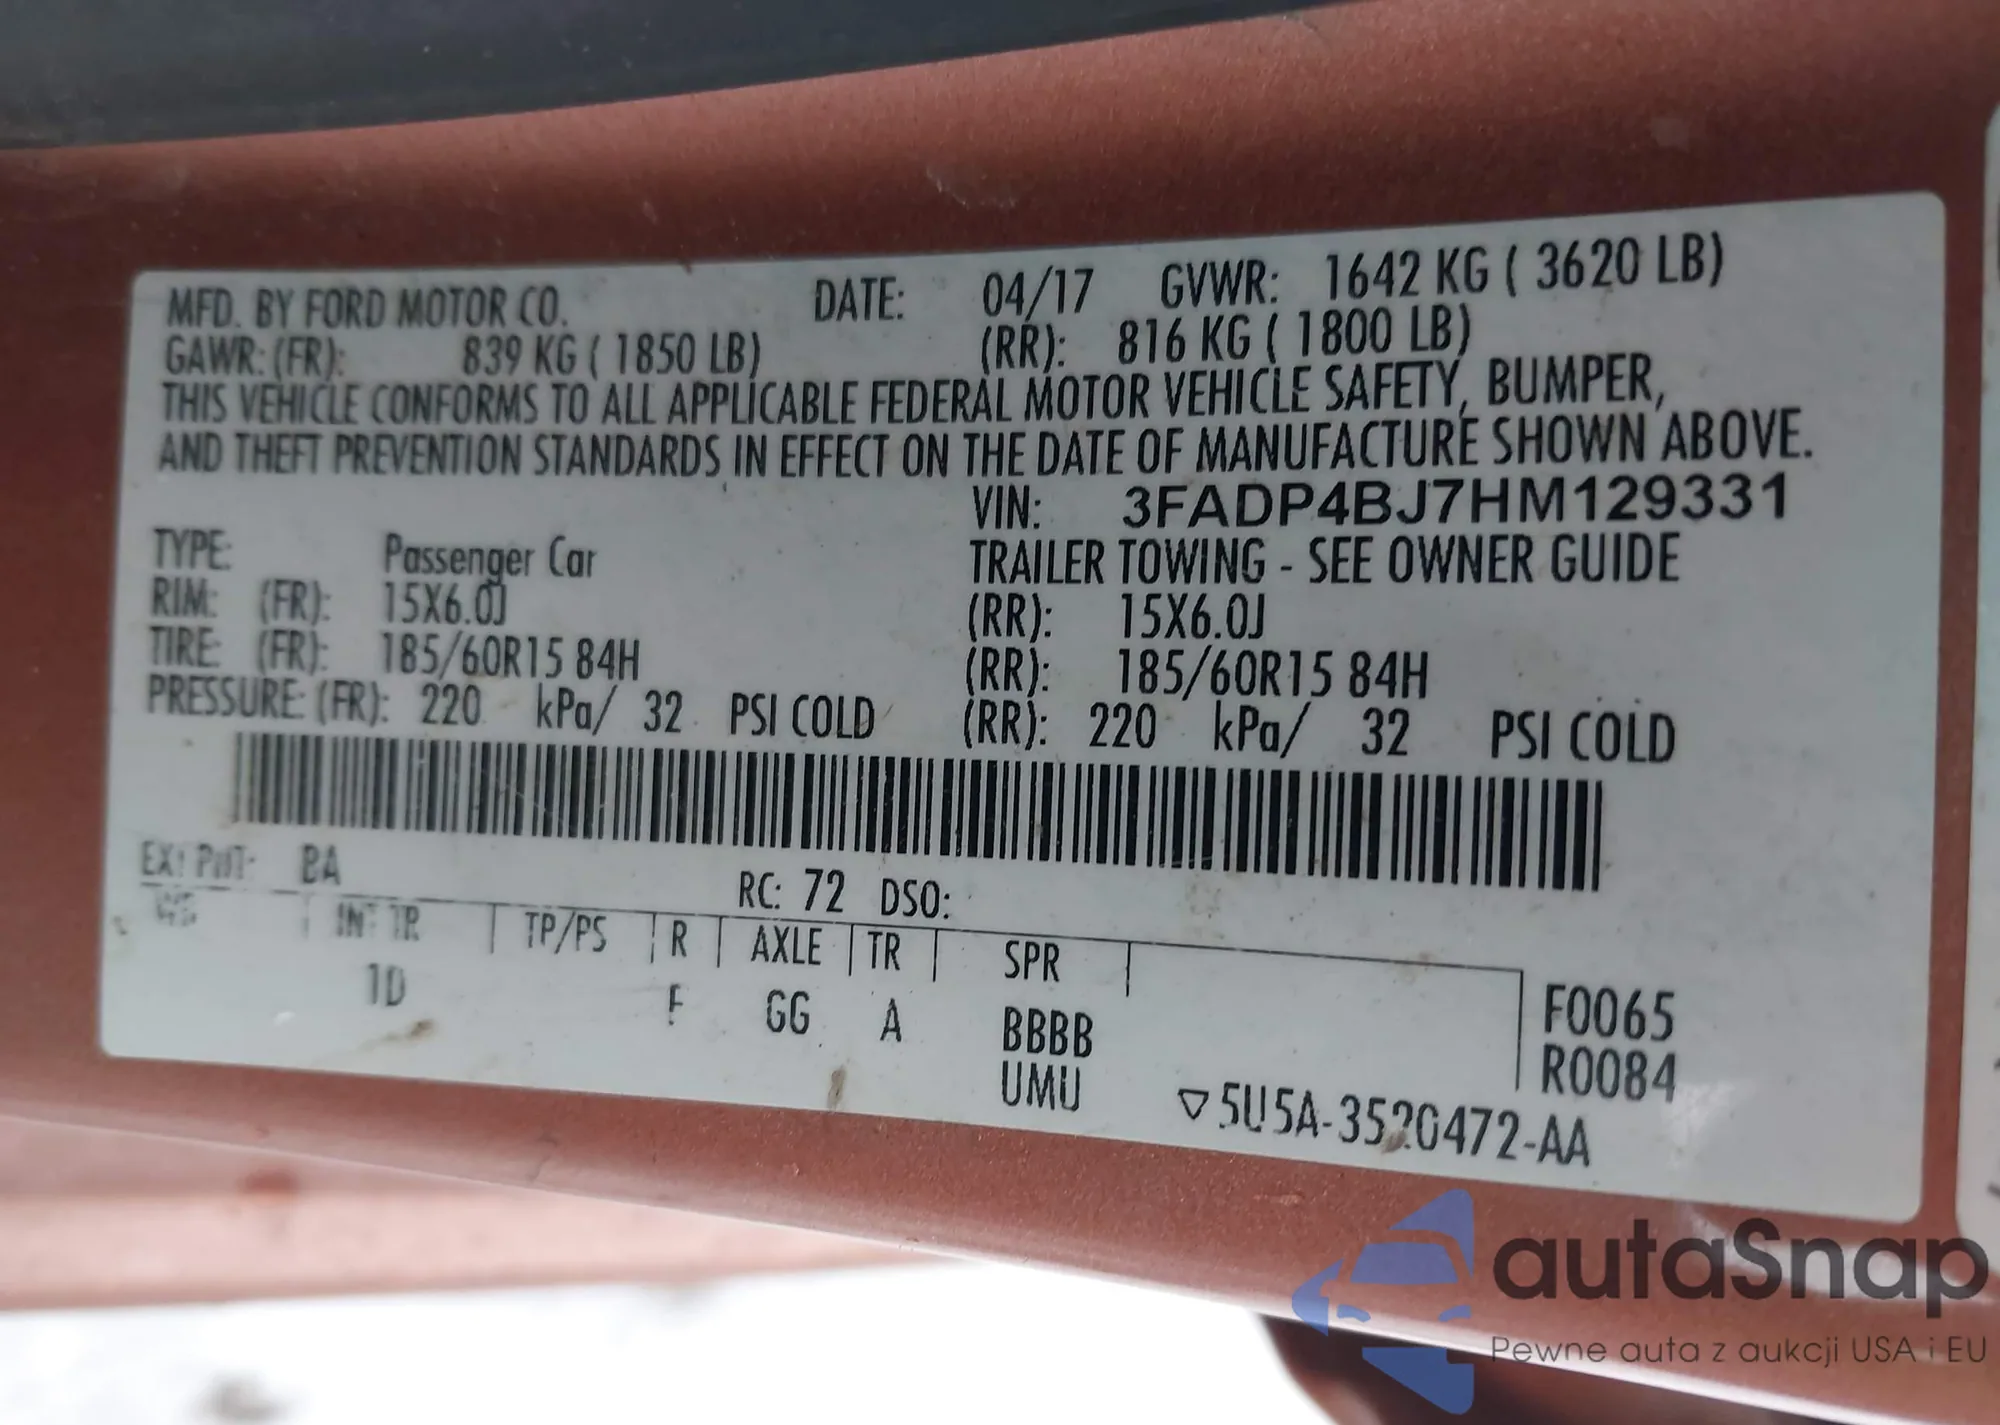 MFD. BY FORD MOTOR CO. DATE: 04/17 GVWR: 1642 KG ( 3620 LB)
GAWR: (FR): 839 KG ( 1850 LB) (RR): 816 KG ( 1800 LB)
THIS VEHICLE CONFORMS TO ALL APPLICABLE FEDERAL MOTOR VEHICLE SAFETY, BUMPER,
AND THEFT PREVENTION STANDARDS IN EFFECT ON THE DATE OF MANUFACTURE SHOWN ABOVE.
VIN: 3FADP4BJ7HM129331
TYPE: Passenger Car TRAILER TOWING - SEE OWNER GUIDE
RIM: (FR): 15X6.0J (RR): 15X6.0J
TIRE: (FR): 185/60R15 84H (RR): 185/60R15 84H
PRESSURE: (FR): 220 kPa/ 32 PSI COLD (RR): 220 kPa/ 32 PSI COLD
EXT PNT: BA RC: 72 DSO:
INT TR TP/PS R AXLE TR SPR
1D F GG A BBBB F0065
UMU R0084
▽5U5A-3520472-AA
autaSnap
Pewne auta z aukcji USA i EU